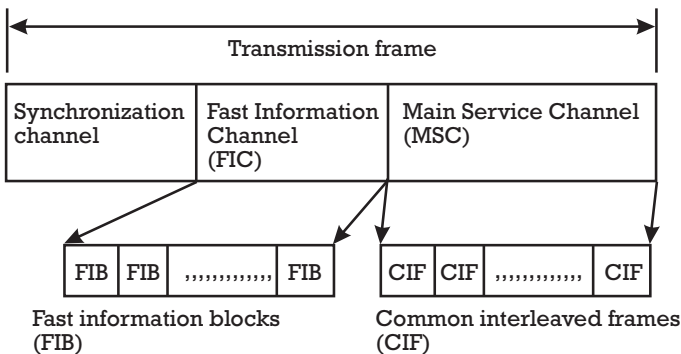 Transmission frame
Synchronization channel
Fast Information Channel (FIC)
Main Service Channel (MSC)
FIB FIB ,,,,,,,,,,,,, FIB
CIF CIF ,,,,,,,,,,,,, CIF
Fast information blocks (FIB)
Common interleaved frames (CIF)